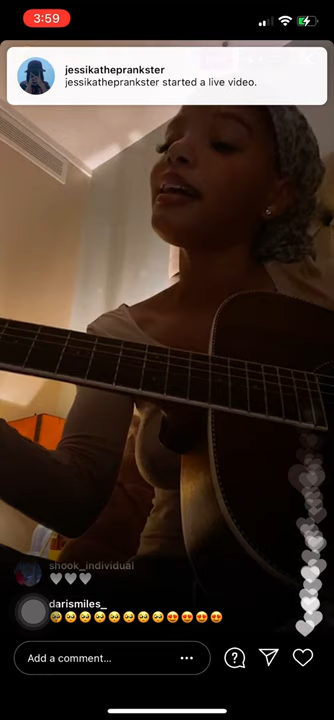 3:59
jessikatheprankster
jessikatheprankster started a live video.
shook_individual
🤍🤍🤍
darismiles_
🥺🥺🥺🥺🥺🥺🥺🥺😍😍😍😍
Add a comment...